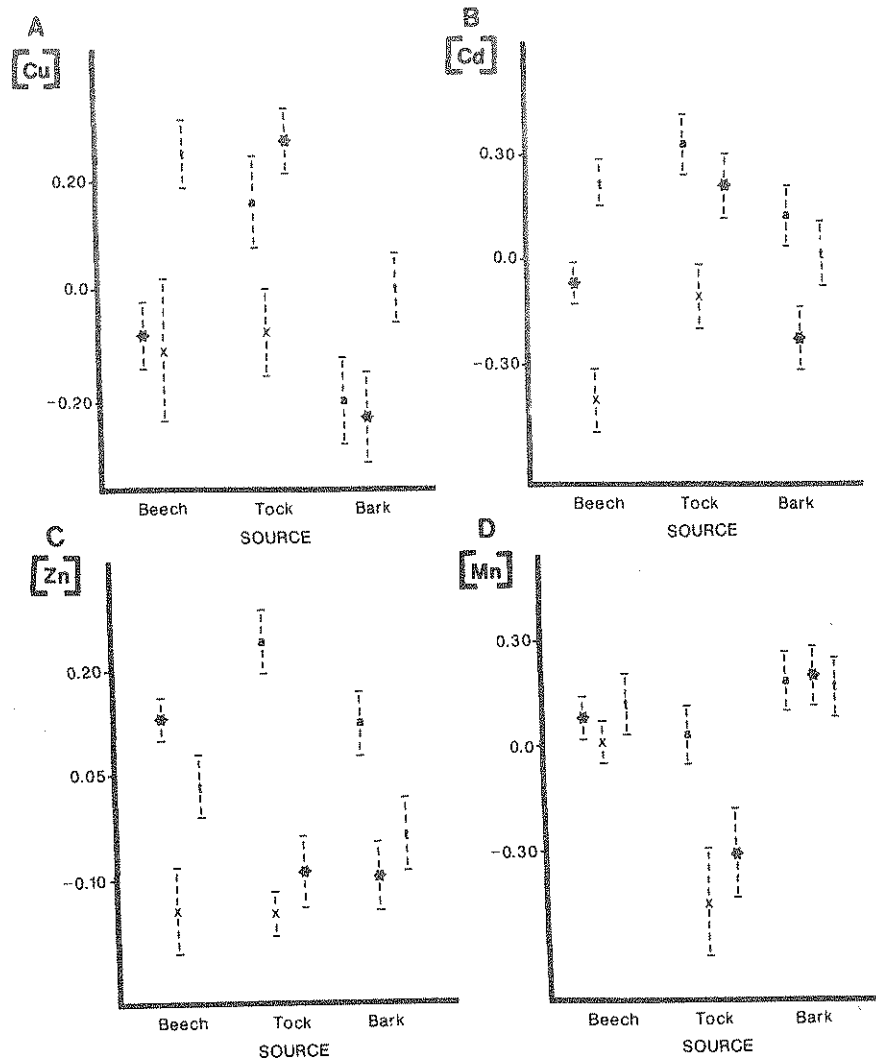 A
[Cu]
0.20
0.0
-0.20
t
a
x
x
a
t
Beech Tock Bark
SOURCE
B
[Cd]
0.30
0.0
-0.30
a
t
a
t
x
x
Beech Tock Bark
SOURCE
C
[Zn]
0.20
0.05
-0.10
a
a
t
t
x
x
Beech Tock Bark
SOURCE
D
[Mn]
0.30
0.0
-0.30
a
t
t
x
a
x
Beech Tock Bark
SOURCE